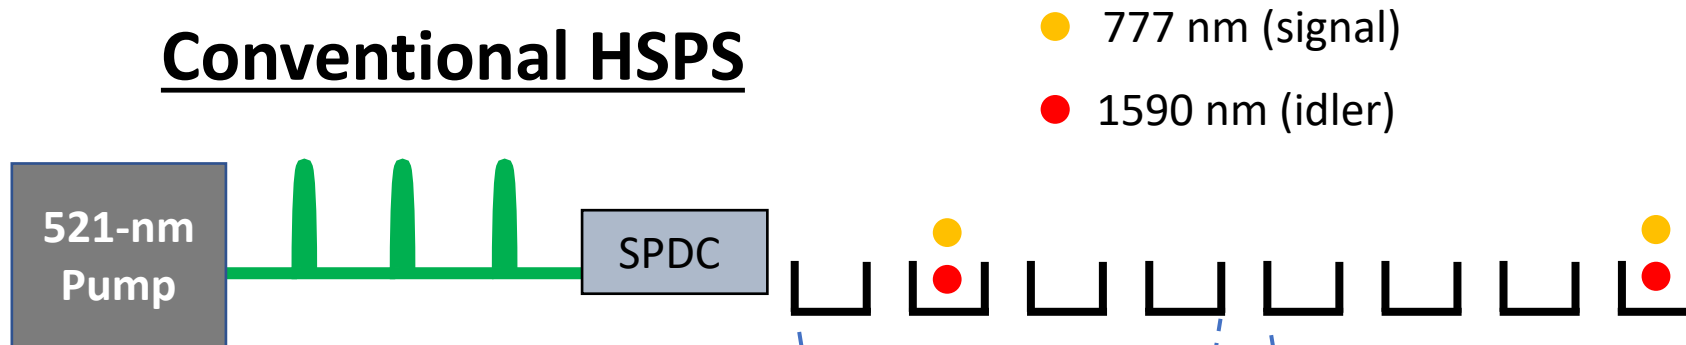 Conventional HSPS
777 nm (signal)
1590 nm (idler)
521-nm
Pump
SPDC